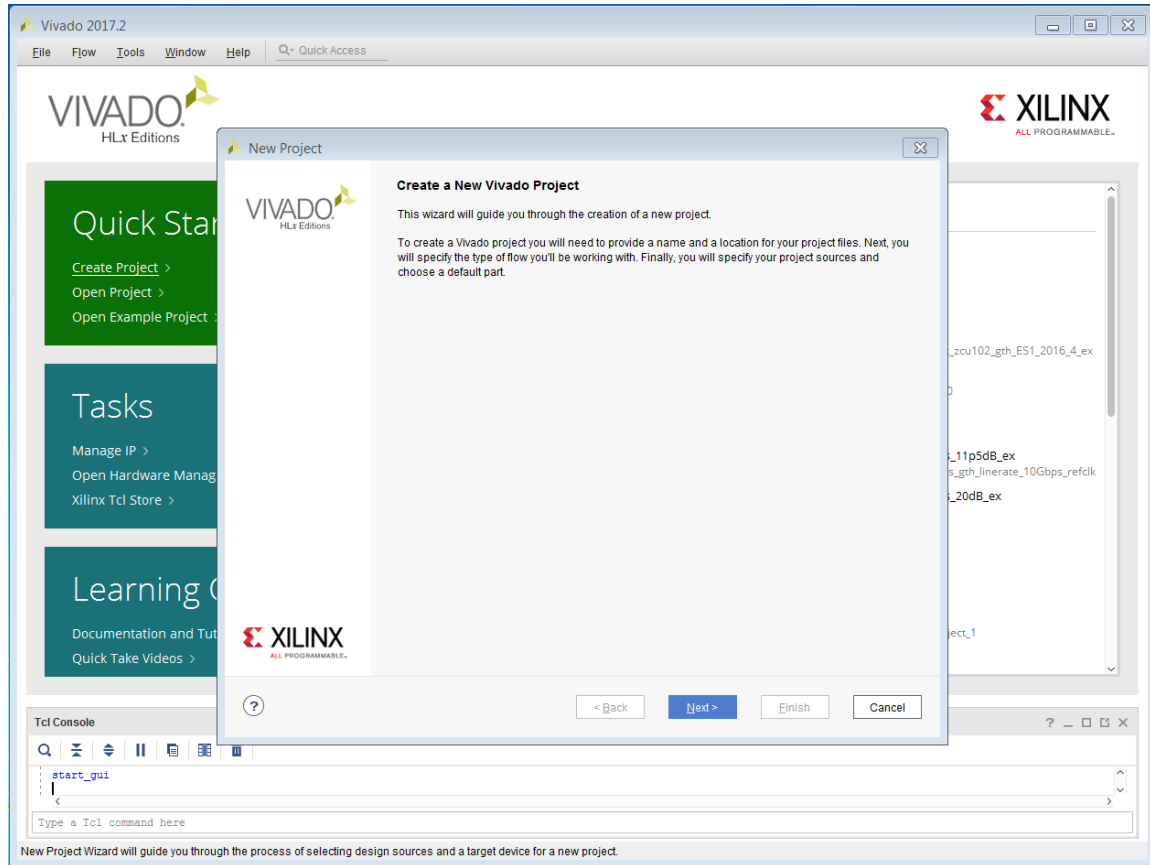 Vivado 2017.2
File Flow Tools Window Help Quick Access
VIVADO.
HLx Editions
XILINX
ALL PROGRAMMABLE.
New Project
VIVADO.
HLx Editions
Create a New Vivado Project
This wizard will guide you through the creation of a new project.
To create a Vivado project you will need to provide a name and a location for your project files. Next, you
will specify the type of flow you'll be working with. Finally, you will specify your project sources and
choose a default part.
Quick Star
Create Project >
Open Project >
Open Example Project >
_zcu102_gth_ES1_2016_4_ex
Tasks
Manage IP >
Open Hardware Manag
Xilinx Tcl Store >
s_11p5dB_ex
s_gth_linerate_10Gbps_refclk
s_20dB_ex
Learning
Documentation and Tut
Quick Take Videos >
XILINX
ALL PROGRAMMABLE.
ject_1
? < Back Next > Finish Cancel
Tcl Console
start_gui
Type a Tcl command here
New Project Wizard will guide you through the process of selecting design sources and a target device for a new project.